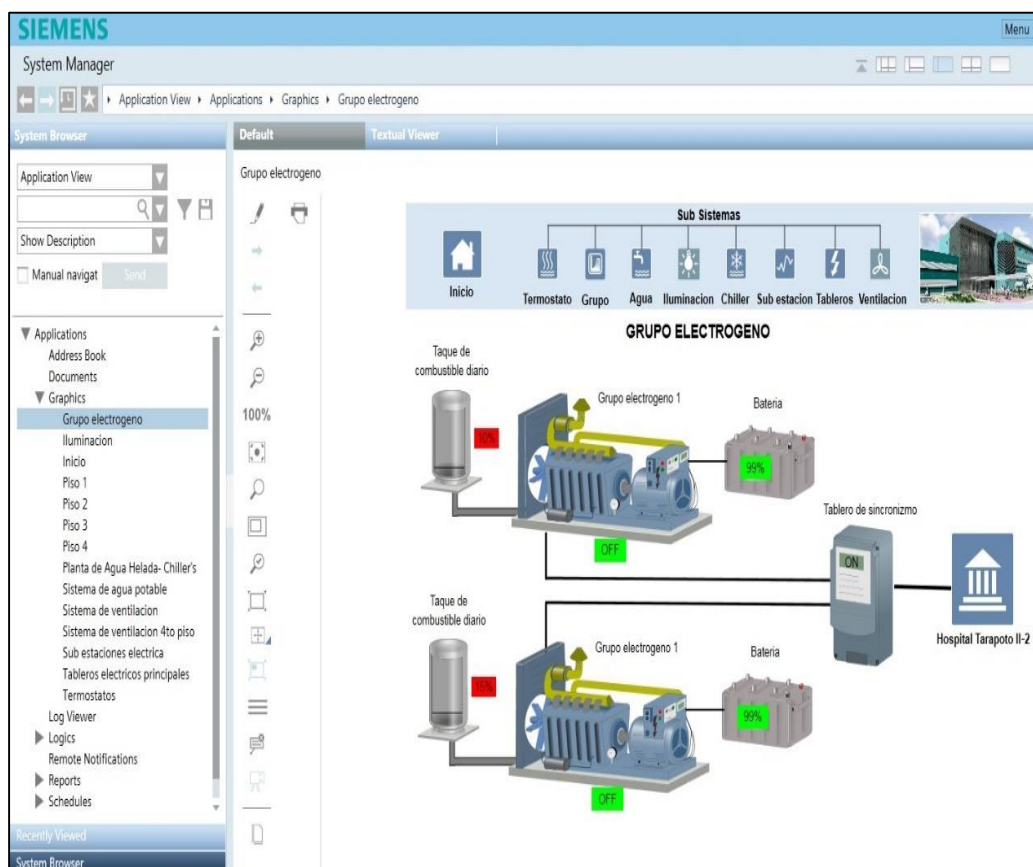 SIEMENS
Menu
System Manager
Application View Applications Graphics Grupo electrogeno
System Browser
Default
Textual Viewer
Application View
Show Description
Manual navigat
Send
Applications
Address Book
Documents
Graphics
Grupo electrogeno
Iluminacion
Inicio
Piso 1
Piso 2
Piso 3
Piso 4
Planta de Agua Helada- Chiller's
Sistema de agua potable
Sistema de ventilacion
Sistema de ventilacion 4to piso
Sub estaciones electrica
Tableros electricos principales
Termostatos
Log Viewer
Logics
Remote Notifications
Reports
Schedules
Recently Viewed
System Browser
Grupo electrogeno
100%
Sub Sistemas
Inicio
Termostato
Grupo
Agua
Iluminacion
Chiller
Sub estacion
Tableros
Ventilacion
GRUPO ELECTROGENO
Taque de
combustible diario
10%
Grupo electrogeno 1
OFF
Bateria
99%
Tablero de sincronizmo
ON
Hospital Tarapoto II-2
Taque de
combustible diario
15%
Grupo electrogeno 1
OFF
Bateria
99%